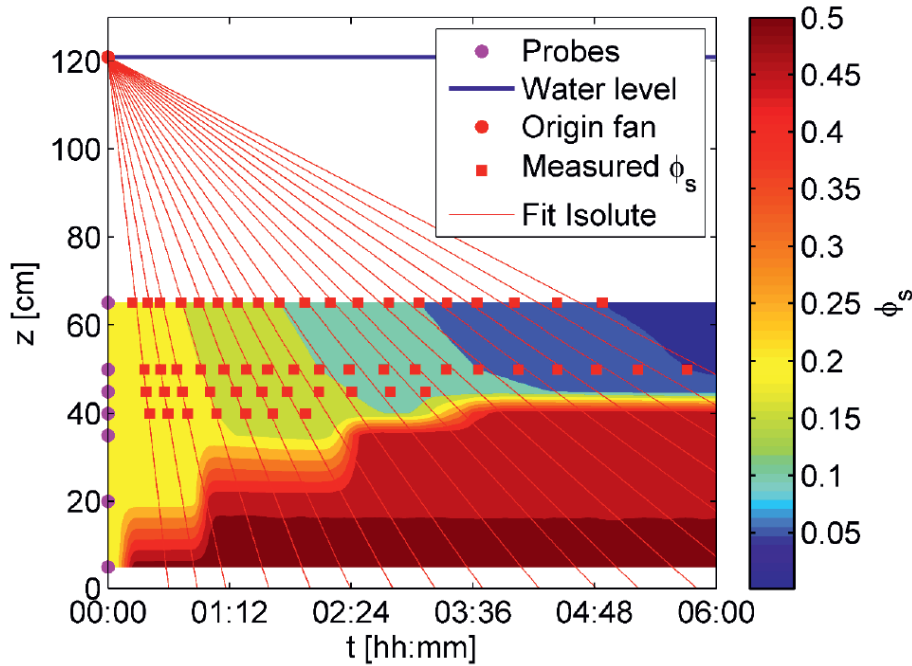 120
100
80
60
40
20
0
z [cm]
00:00 01:12 02:24 03:36 04:48 06:00
t [hh:mm]
Probes
Water level
Origin fan
Measured ϕs
Fit Isolute
0.5
0.45
0.4
0.35
0.3
0.25
0.2
0.15
0.1
0.05
ϕs